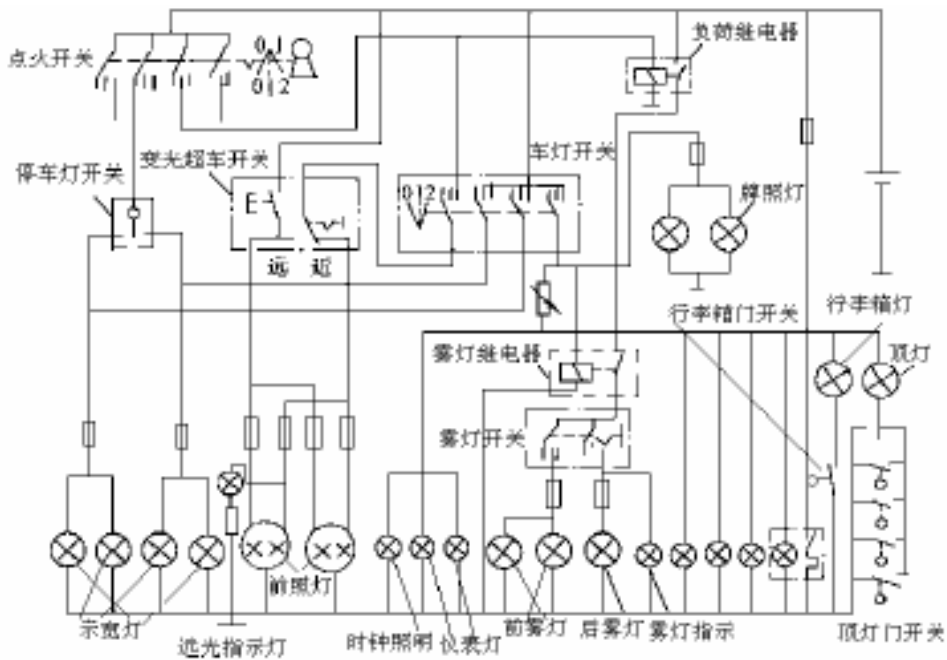 负荷继电器
点火开关
0 1
0 1 2
变光超车开关
车灯开关
停车灯开关
牌照灯
E
0 1 2
远 近
行李箱门开关
行李箱灯
雾灯继电器
顶灯
雾灯开关
前照灯
示宽灯
远光指示灯
时钟照明
仪表灯
前雾灯
后雾灯
雾灯指示
顶灯门开关